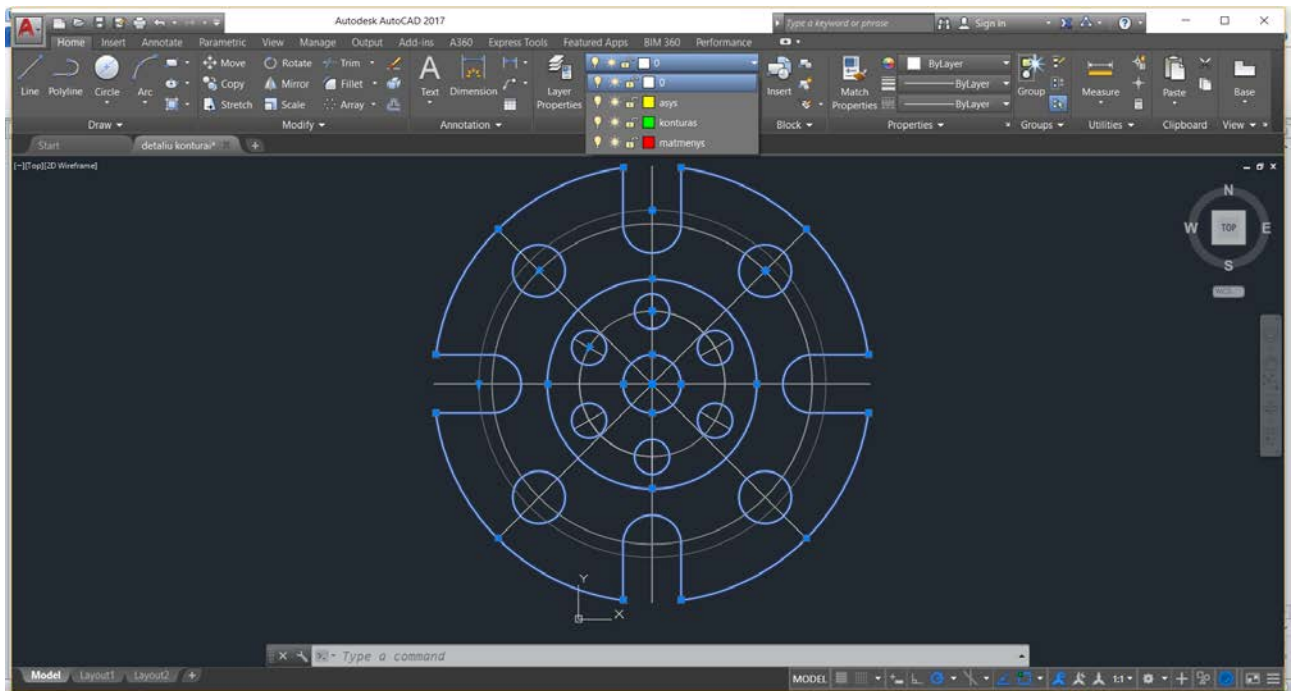 Autodesk AutoCAD 2017
Type a keyword or phrase Sign In
Home Insert Annotate Parametric View Manage Output Add-ins A360 Express Tools Featured Apps BIM 360 Performance
Line Polyline Circle Arc
Move Rotate Trim
Copy Mirror Fillet
Stretch Scale Array
Text Dimension
Layer Properties
0
0
asys
konturas
matmenys
Insert
Match Properties
ByLayer
ByLayer
ByLayer
Group
Measure
Paste
Base
Draw Modify Annotation Block Properties Groups Utilities Clipboard View
Start detaliu konturai*
[-][Top][2D Wireframe]
N
W TOP E
S
Y
X
Type a command
Model Layout1 Layout2
MODEL 1:1